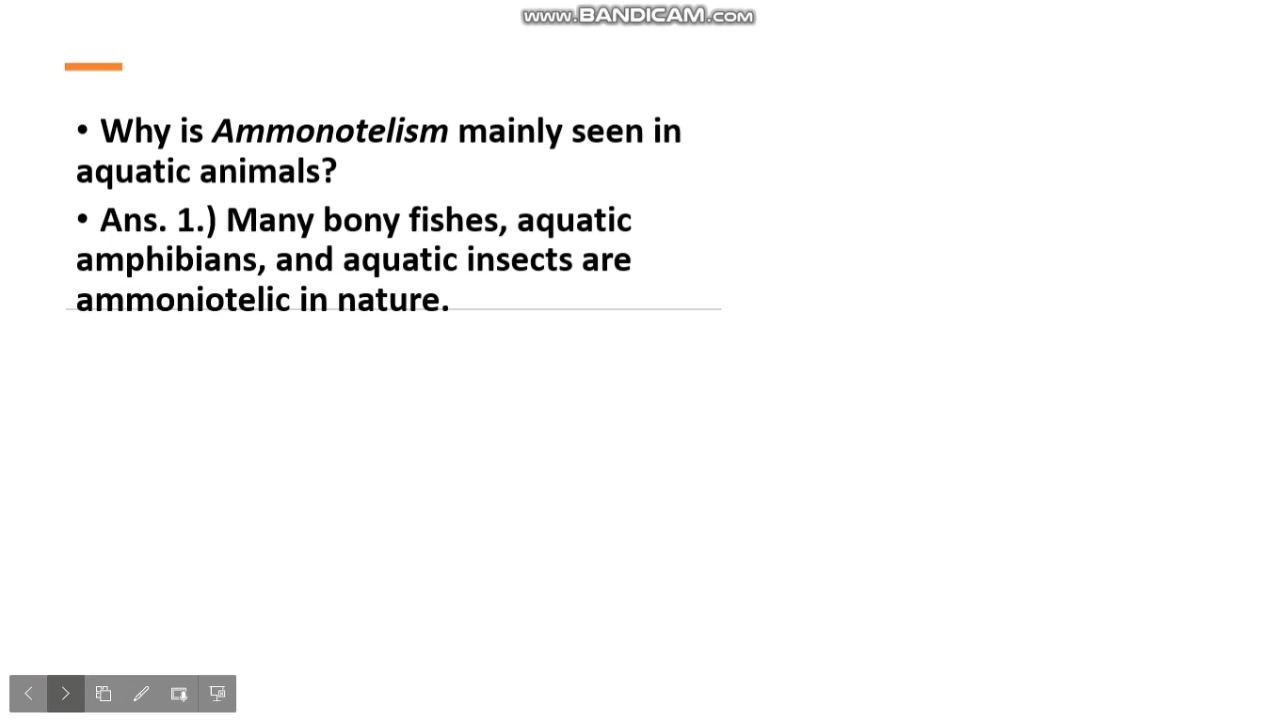 www.BANDICAM.com
• Why is Ammonotelism mainly seen in
aquatic animals?
• Ans. 1.) Many bony fishes, aquatic
amphibians, and aquatic insects are
ammoniotelic in nature.